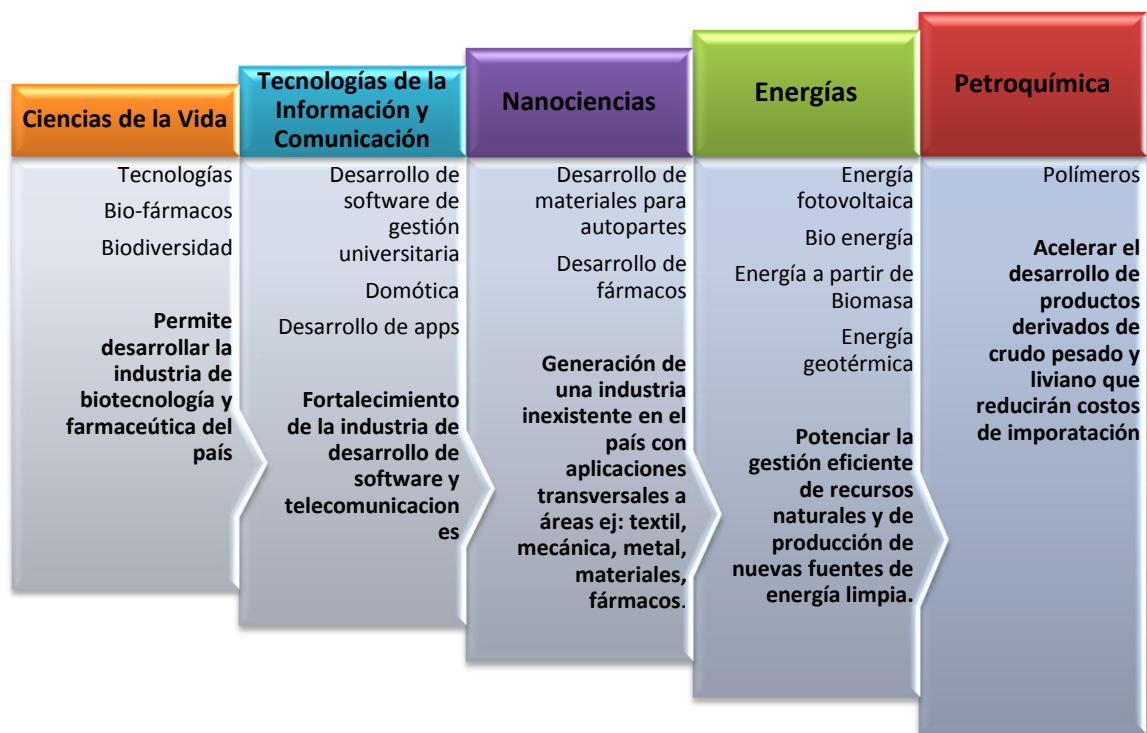 Ciencias de la Vida
Tecnologías
Bio-fármacos
Biodiversidad
Permite
desarrollar la
industria de
biotecnología y
farmaceútica del
país
Tecnologías de la
Información y
Comunicación
Desarrollo de
software de
gestión
universitaria
Domótica
Desarrollo de apps
Fortalecimiento
de la industria de
desarrollo de
software y
telecomunicacion
es
Nanociencias
Desarrollo de
materiales para
autopartes
Desarrollo de
fármacos
Generación de
una industria
inexistente en el
país con
aplicaciones
transversales a
áreas ej: textil,
mecánica, metal,
materiales,
fármacos.
Energías
Energía
fotovoltaica
Bio energía
Energía a partir de
Biomasa
Energía
geotérmica
Potenciar la
gestión eficiente
de recursos
naturales y de
producción de
nuevas fuentes de
energía limpia.
Petroquímica
Polímeros
Acelerar el
desarrollo de
productos
derivados de
crudo pesado y
liviano que
reducirán costos
de imporatación